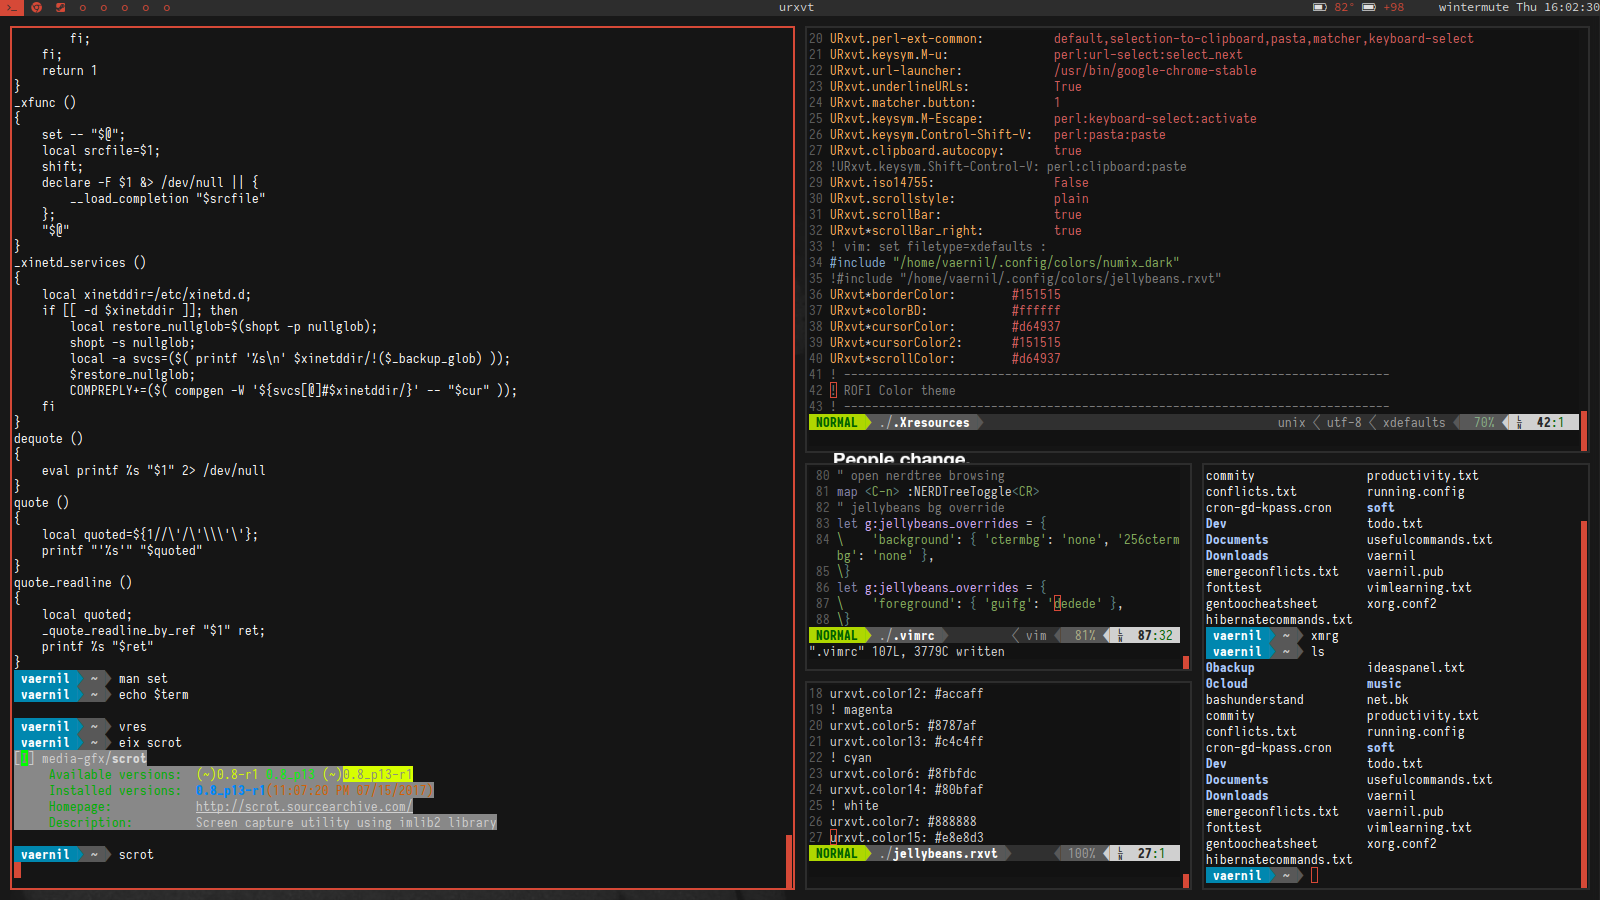 >_
urxvt
82° +98 wintermute Thu 16:02:30
        fi;
    fi;
    return 1
}
_xfunc ()
{
    set -- "$@";
    local srcfile=$1;
    shift;
    declare -F $1 &> /dev/null || {
        __load_completion "$srcfile"
    };
    "$@"
}
_xinetd_services ()
{
    local xinetddir=/etc/xinetd.d;
    if [[ -d $xinetddir ]]; then
        local restore_nullglob=$(shopt -p nullglob);
        shopt -s nullglob;
        local -a svcs=($( printf '%s\n' $xinetddir/!($_backup_glob) ));
        $restore_nullglob;
        COMPREPLY+=($( compgen -W '${svcs[@]#$xinetddir/}' -- "$cur" ));
    fi
}
dequote ()
{
    eval printf %s "$1" 2> /dev/null
}
quote ()
{
    local quoted=${1//\'/\'\\\'\'};
    printf "'%s'" "$quoted"
}
quote_readline ()
{
    local quoted;
    _quote_readline_by_ref "$1" ret;
    printf %s "$ret"
}
vaernil ~ man set
vaernil ~ echo $term
vaernil ~ vres
vaernil ~ eix scrot
[I] media-gfx/scrot
     Available versions:  (~)0.8-r1 0.8_p13 (~)0.8_p13-r1
     Installed versions:  0.8_p13-r1(11:07:20 PM 07/15/2017)
     Homepage:            http://scrot.sourcearchive.com/
     Description:         Screen capture utility using imlib2 library
vaernil ~ scrot
20 URxvt.perl-ext-common:          default,selection-to-clipboard,pasta,matcher,keyboard-select
21 URxvt.keysym.M-u:               perl:url-select:select_next
22 URxvt.url-launcher:             /usr/bin/google-chrome-stable
23 URxvt.underlineURLs:            True
24 URxvt.matcher.button:           1
25 URxvt.keysym.M-Escape:          perl:keyboard-select:activate
26 URxvt.keysym.Control-Shift-V:   perl:pasta:paste
27 URxvt.clipboard.autocopy:       true
28 !URxvt.keysym.Shift-Control-V: perl:clipboard:paste
29 URxvt.iso14755:                 False
30 URxvt.scrollstyle:              plain
31 URxvt.scrollBar:                true
32 URxvt*scrollBar_right:          true
33 ! vim: set filetype=xdefaults :
34 #include "/home/vaernil/.config/colors/numix_dark"
35 !#include "/home/vaernil/.config/colors/jellybeans.rxvt"
36 URxvt*borderColor:        #151515
37 URxvt*colorBD:            #ffffff
38 URxvt*cursorColor:        #d64937
39 URxvt*cursorColor2:       #151515
40 URxvt*scrollColor:        #d64937
41 ! ------------------------------------------------------------------------------
42 ! ROFI Color theme
43 ! ------------------------------------------------------------------------------
NORMAL ./.Xresources unix < utf-8 < xdefaults 70% LN 42:1
People change.
80 " open nerdtree browsing
81 map <C-n> :NERDTreeToggle<CR>
82 " jellybeans bg override
83 let g:jellybeans_overrides = {
84 \    'background': { 'ctermbg': 'none', '256cterm
bg': 'none' },
85 \}
86 let g:jellybeans_overrides = {
87 \    'foreground': { 'guifg': 'dedede' },
88 \}
NORMAL ./.vimrc < vim 81% LN 87:32
".vimrc" 107L, 3779C written
18 urxvt.color12: #accaff
19 ! magenta
20 urxvt.color5: #8787af
21 urxvt.color13: #c4c4ff
22 ! cyan
23 urxvt.color6: #8fbfdc
24 urxvt.color14: #80bfaf
25 ! white
26 urxvt.color7: #888888
27 urxvt.color15: #e8e8d3
NORMAL ./jellybeans.rxvt 100% LN 27:1
commity                productivity.txt
conflicts.txt          running.config
cron-gd-kpass.cron     soft
Dev                    todo.txt
Documents              usefulcommands.txt
Downloads              vaernil
emergeconflicts.txt    vaernil.pub
fonttest               vimlearning.txt
gentoocheatsheet       xorg.conf2
hibernatecommands.txt
vaernil ~ xmrg
vaernil ~ ls
0backup                ideaspanel.txt
0cloud                 music
bashunderstand         net.bk
commity                productivity.txt
conflicts.txt          running.config
cron-gd-kpass.cron     soft
Dev                    todo.txt
Documents              usefulcommands.txt
Downloads              vaernil
emergeconflicts.txt    vaernil.pub
fonttest               vimlearning.txt
gentoocheatsheet       xorg.conf2
hibernatecommands.txt
vaernil ~